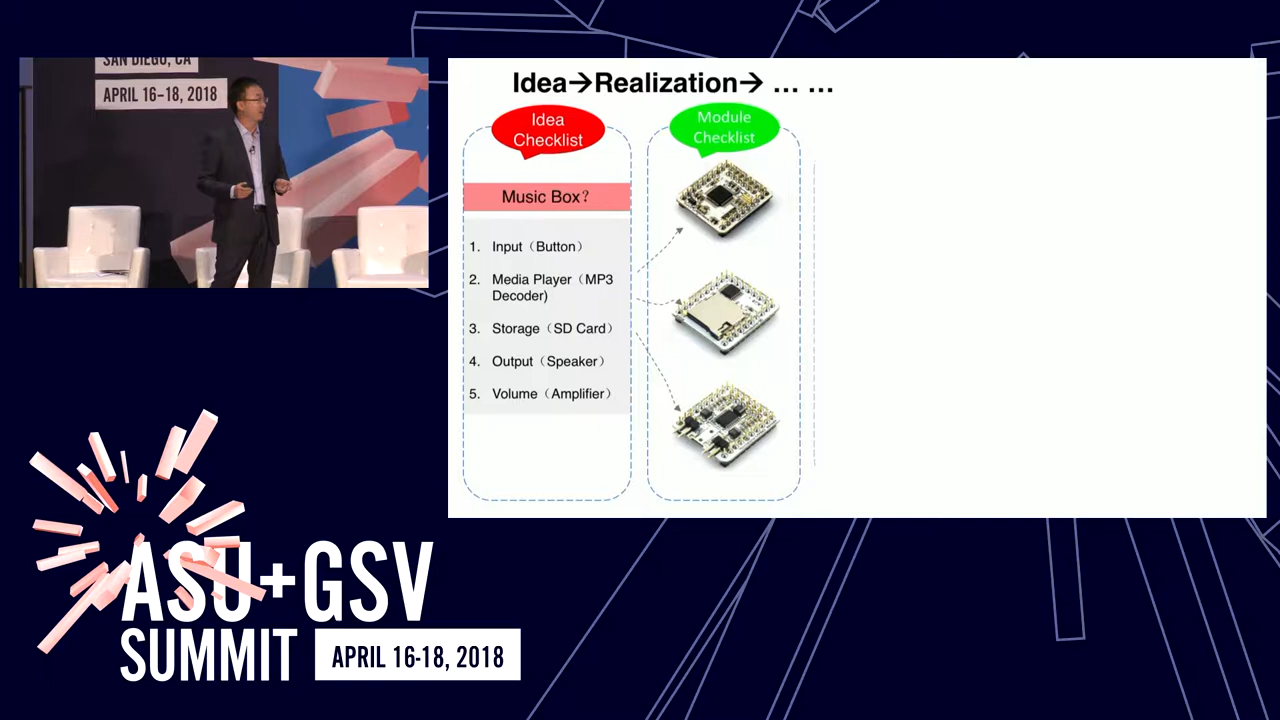 SAN DIEGO, CA
APRIL 16-18, 2018
Idea→Realization→ ... ...
Idea
Checklist
Module
Checklist
Music Box？
1. Input（Button）
2. Media Player（MP3
Decoder)
3. Storage（SD Card）
4. Output（Speaker）
5. Volume（Amplifier）
ASU+GSV
SUMMIT
APRIL 16-18, 2018